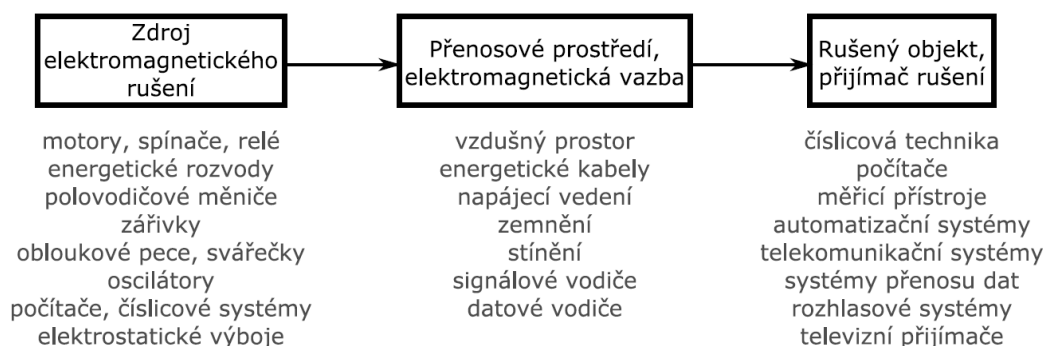 Zdroj
elektromagnetického
rušení
Přenosové prostředí,
elektromagnetická vazba
Rušený objekt,
přijímač rušení
motory, spínače, relé
energetické rozvody
polovodičové měniče
zářivky
obloukové pece, svářečky
oscilátory
počítače, číslicové systémy
elektrostatické výboje
vzdušný prostor
energetické kabely
napájecí vedení
zemnění
stínění
signálové vodiče
datové vodiče
číslicová technika
počítače
měřicí přístroje
automatizační systémy
telekomunikační systémy
systémy přenosu dat
rozhlasové systémy
televizní přijímače